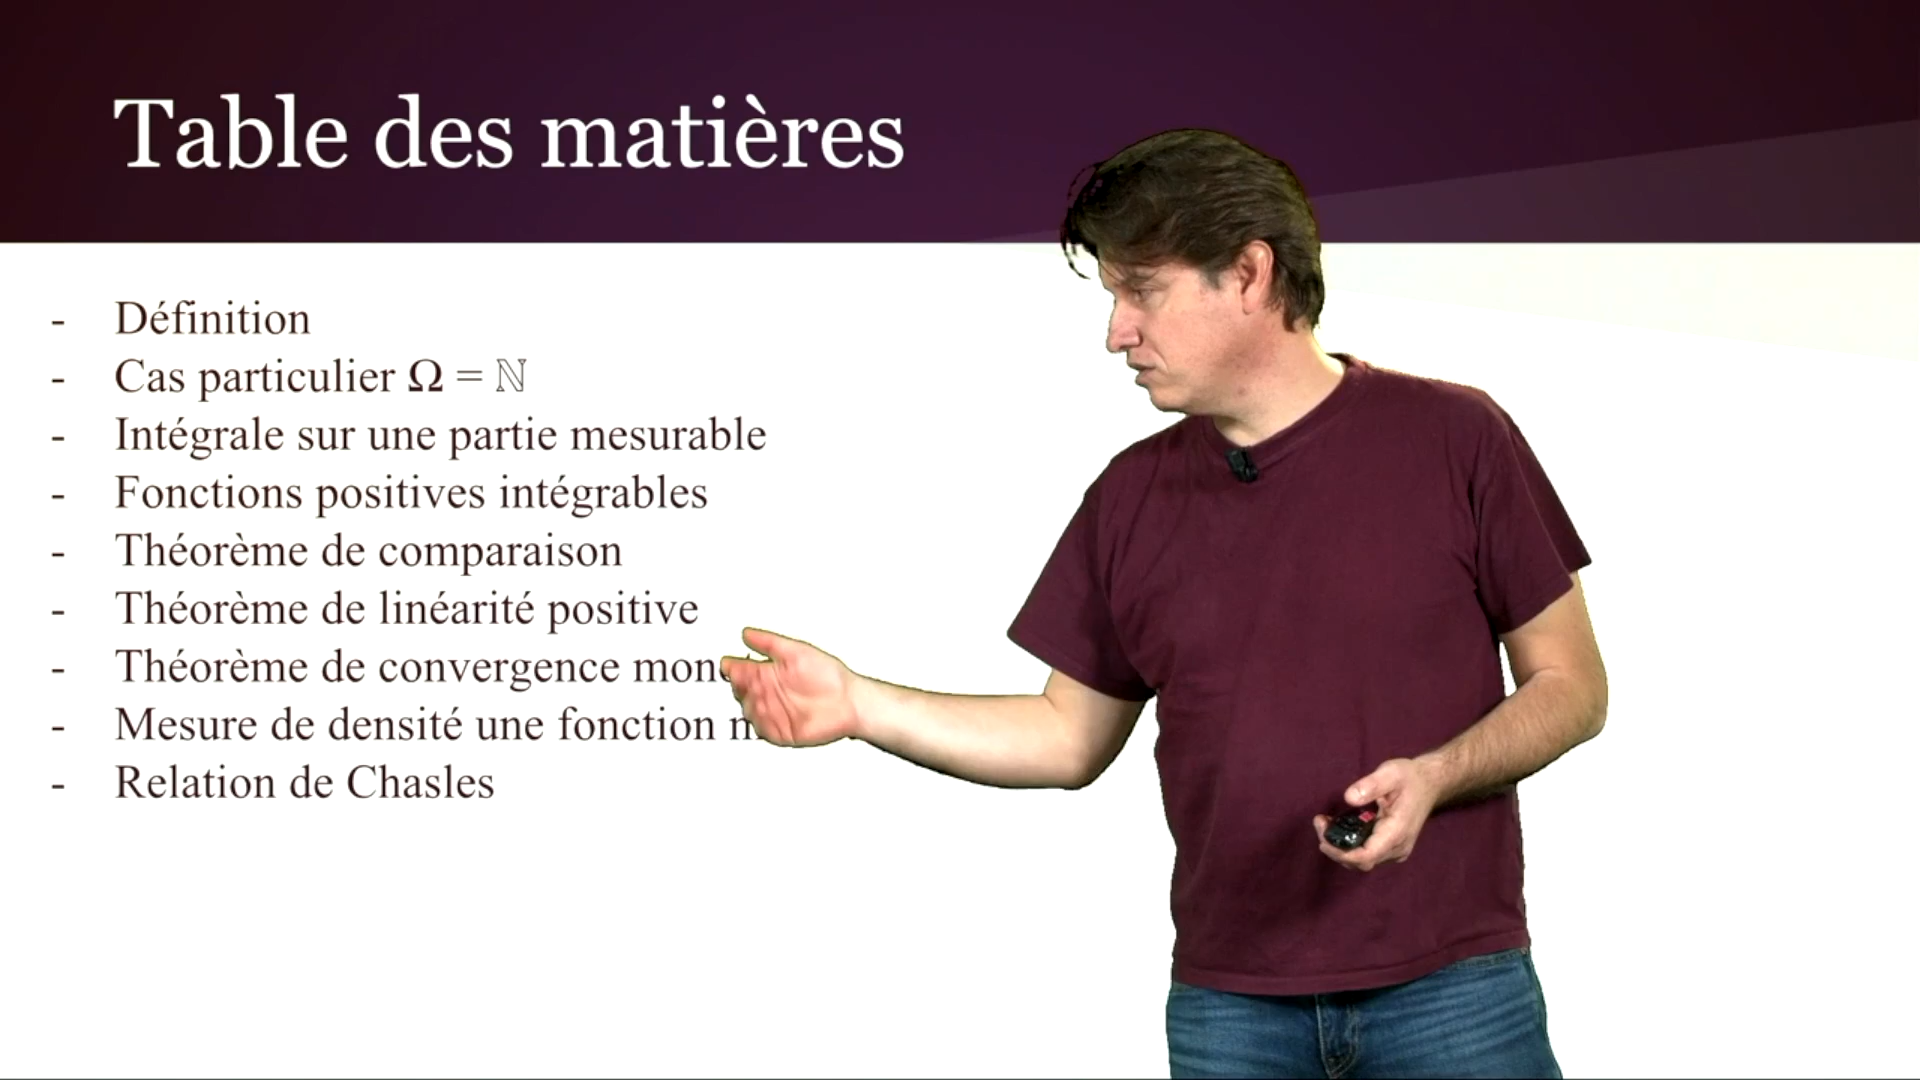 Table des matières
- Définition
- Cas particulier Ω = ℕ
- Intégrale sur une partie mesurable
- Fonctions positives intégrables
- Théorème de comparaison
- Théorème de linéarité positive
- Théorème de convergence
- Mesure de densité une fonction
- Relation de Chasles